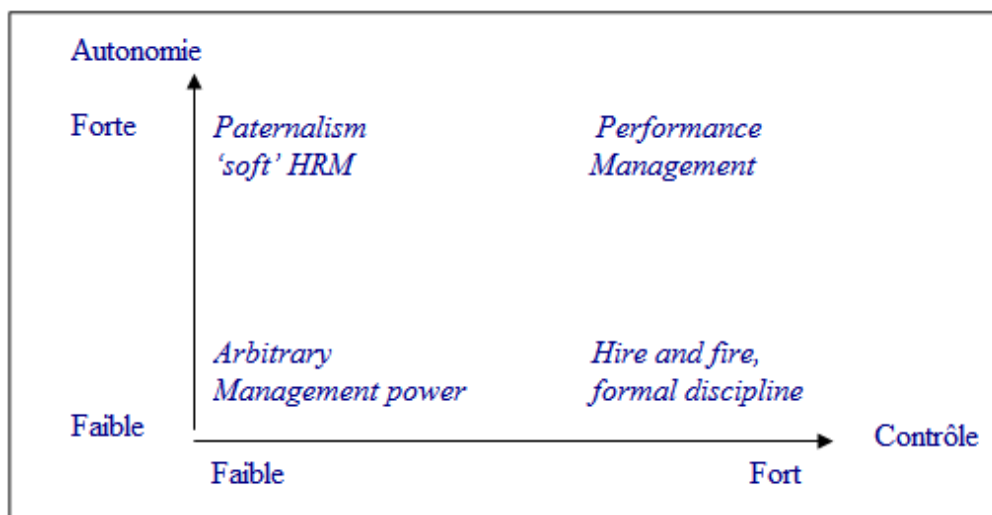 Autonomie
Forte
Paternalism
‘soft’ HRM
Performance
Management
Arbitrary
Management power
Hire and fire,
formal discipline
Faible
Contrôle
Faible
Fort